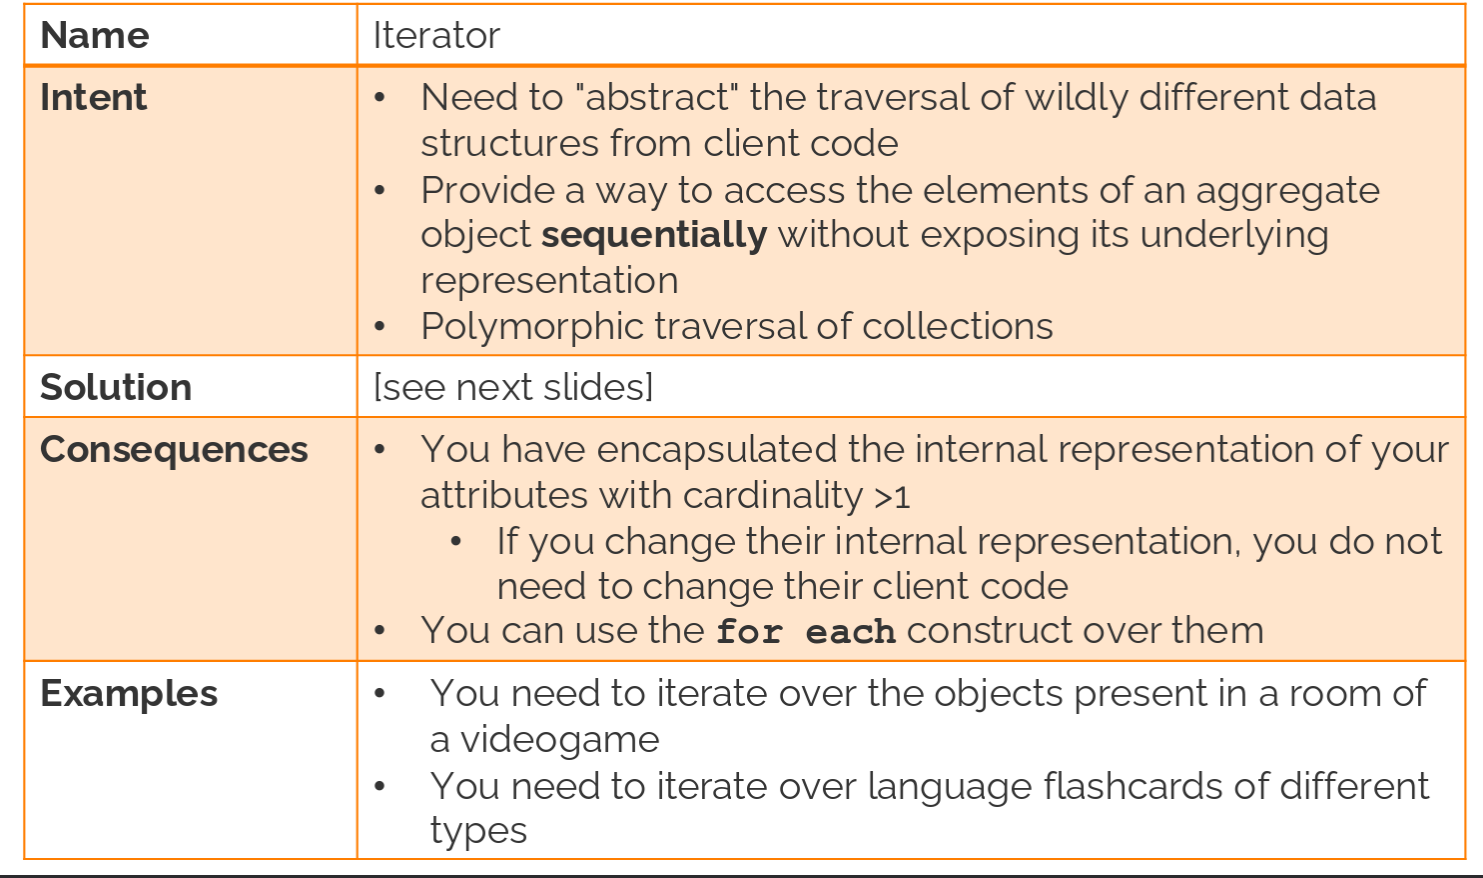 Name
Iterator
Intent
• Need to "abstract" the traversal of wildly different data
structures from client code
• Provide a way to access the elements of an aggregate
object sequentially without exposing its underlying
representation
• Polymorphic traversal of collections
Solution
[see next slides]
Consequences
• You have encapsulated the internal representation of your
attributes with cardinality >1
• If you change their internal representation, you do not
need to change their client code
• You can use the for each construct over them
Examples
• You need to iterate over the objects present in a room of
a videogame
• You need to iterate over language flashcards of different
types